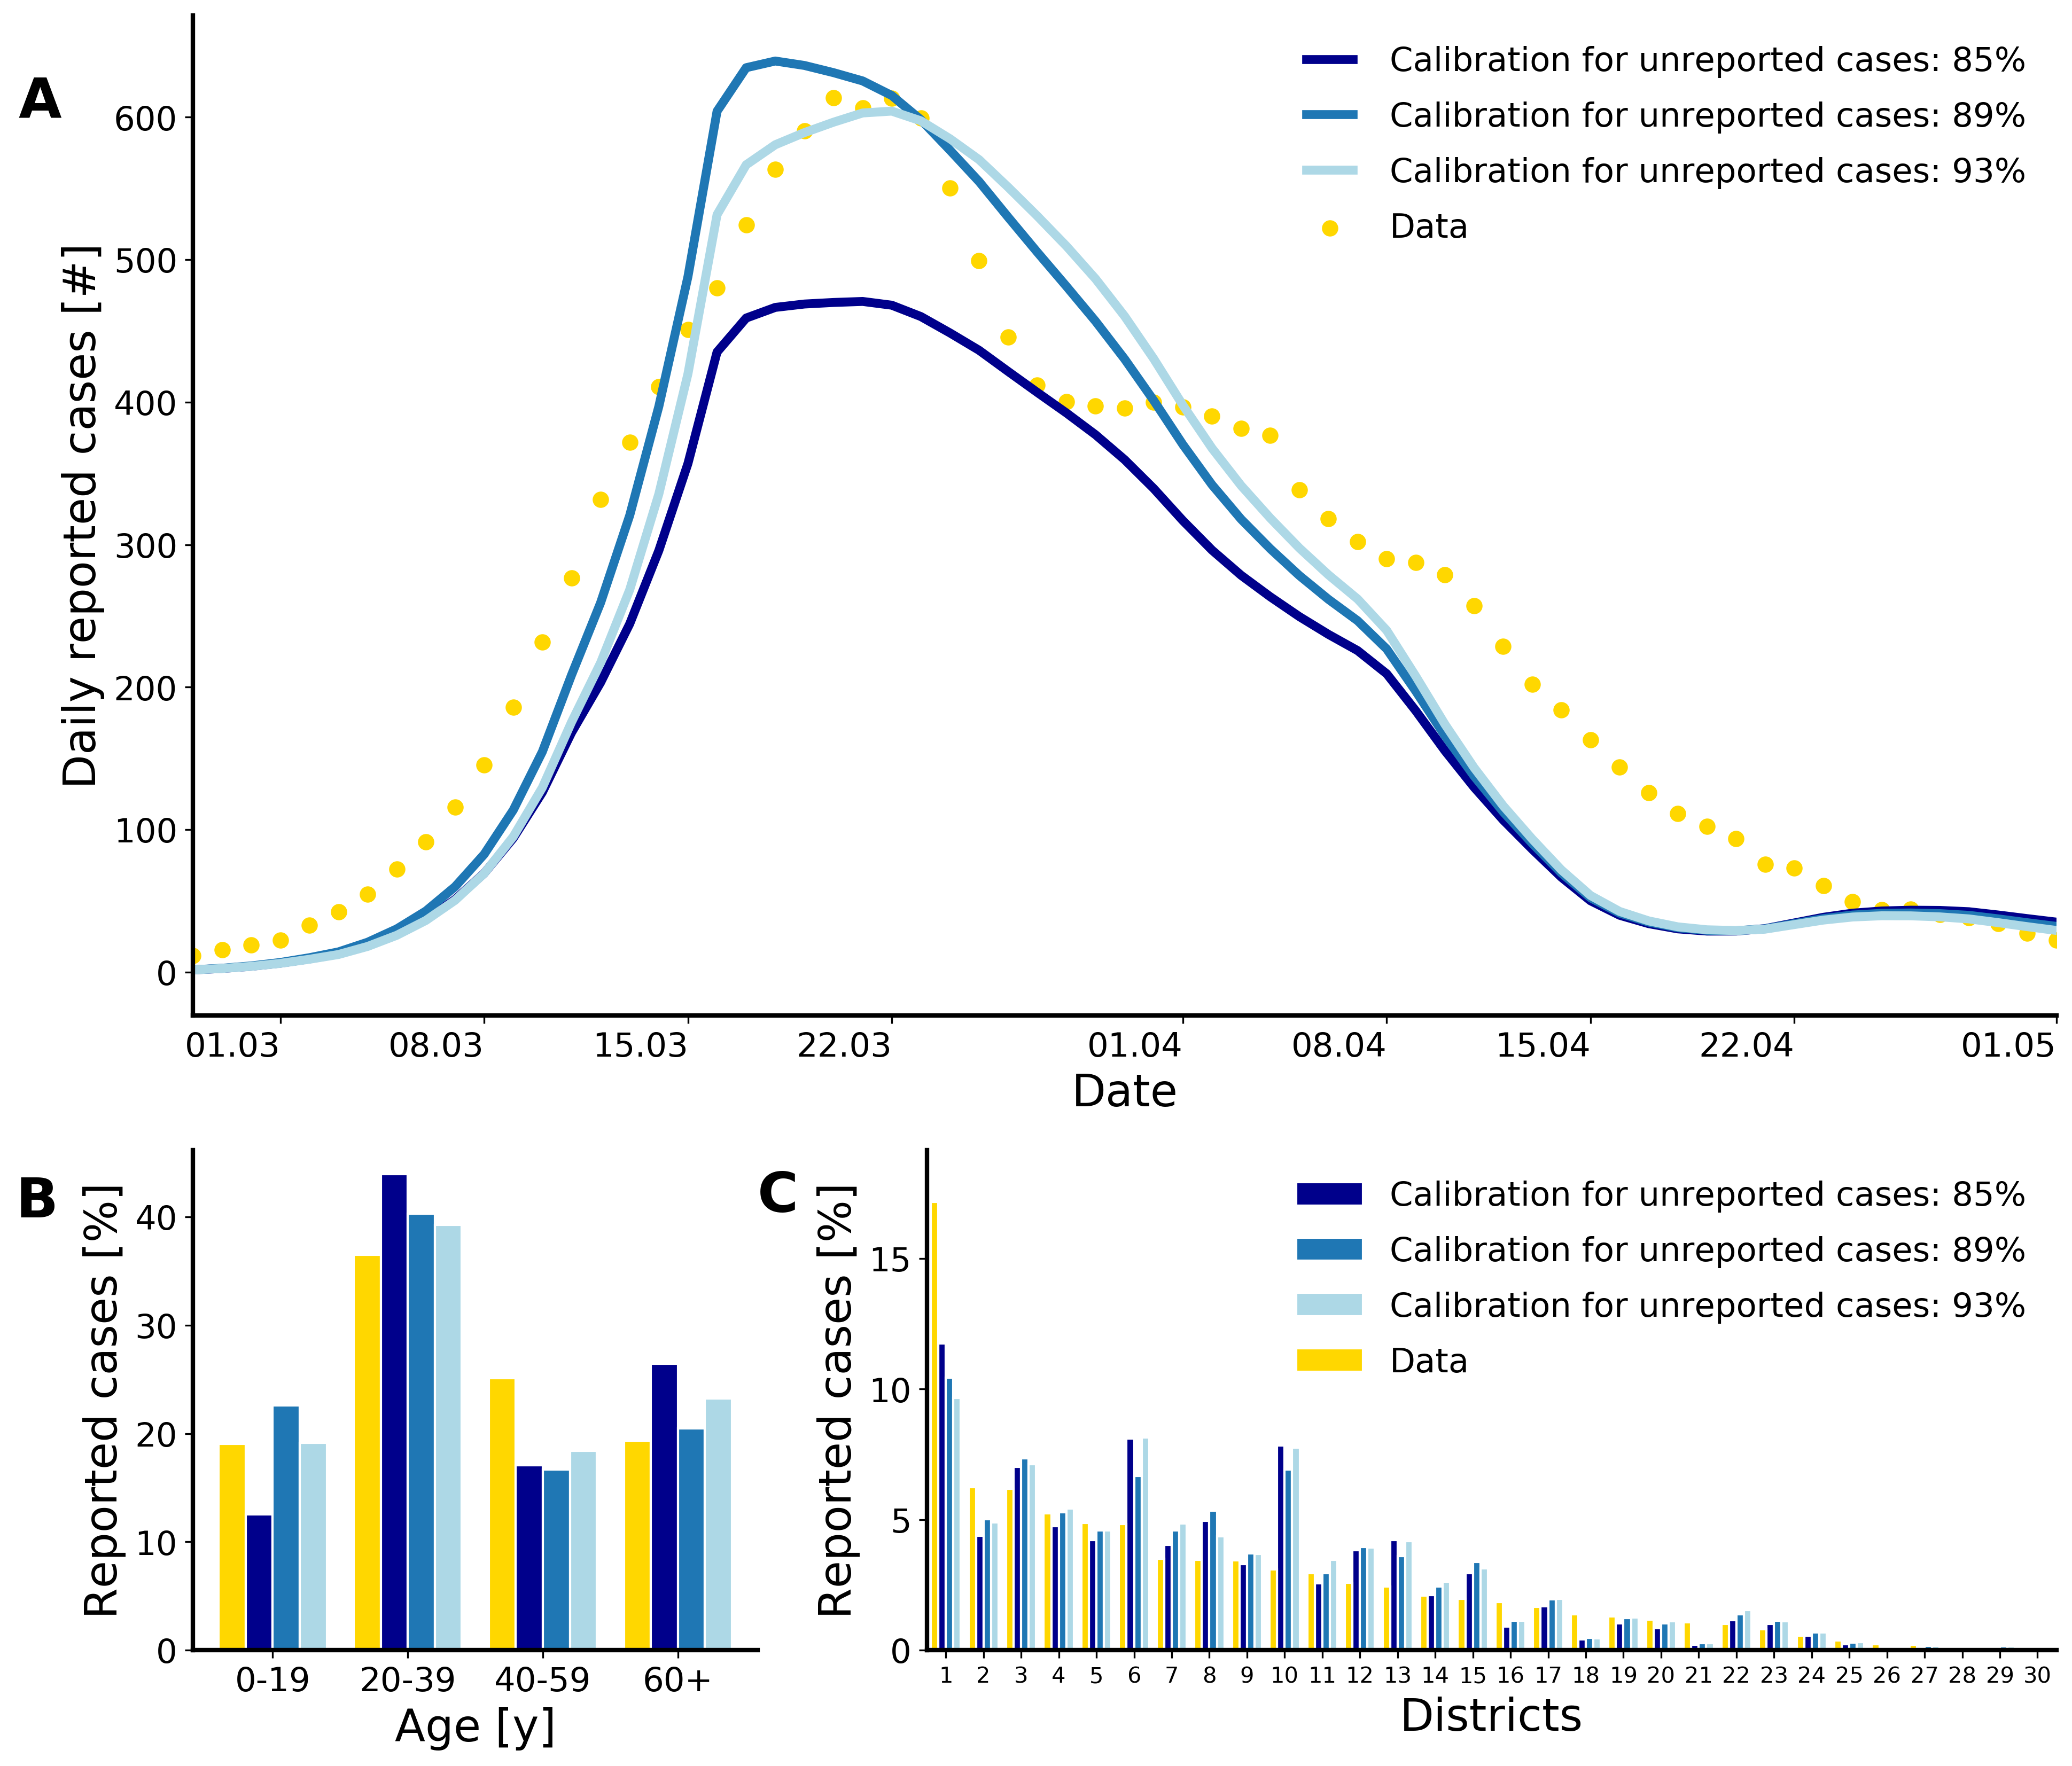 A
Calibration for unreported cases: 85%
Calibration for unreported cases: 89%
Calibration for unreported cases: 93%
Data
Daily reported cases [#]
600
500
400
300
200
100
0
01.03 08.03 15.03 22.03 01.04 08.04 15.04 22.04 01.05
Date
B
Reported cases [%]
40
30
20
10
0
0-19 20-39 40-59 60+
Age [y]
C
Reported cases [%]
15
10
5
0
Calibration for unreported cases: 85%
Calibration for unreported cases: 89%
Calibration for unreported cases: 93%
Data
1 2 3 4 5 6 7 8 9 10 11 12 13 14 15 16 17 18 19 20 21 22 23 24 25 26 27 28 29 30
Districts